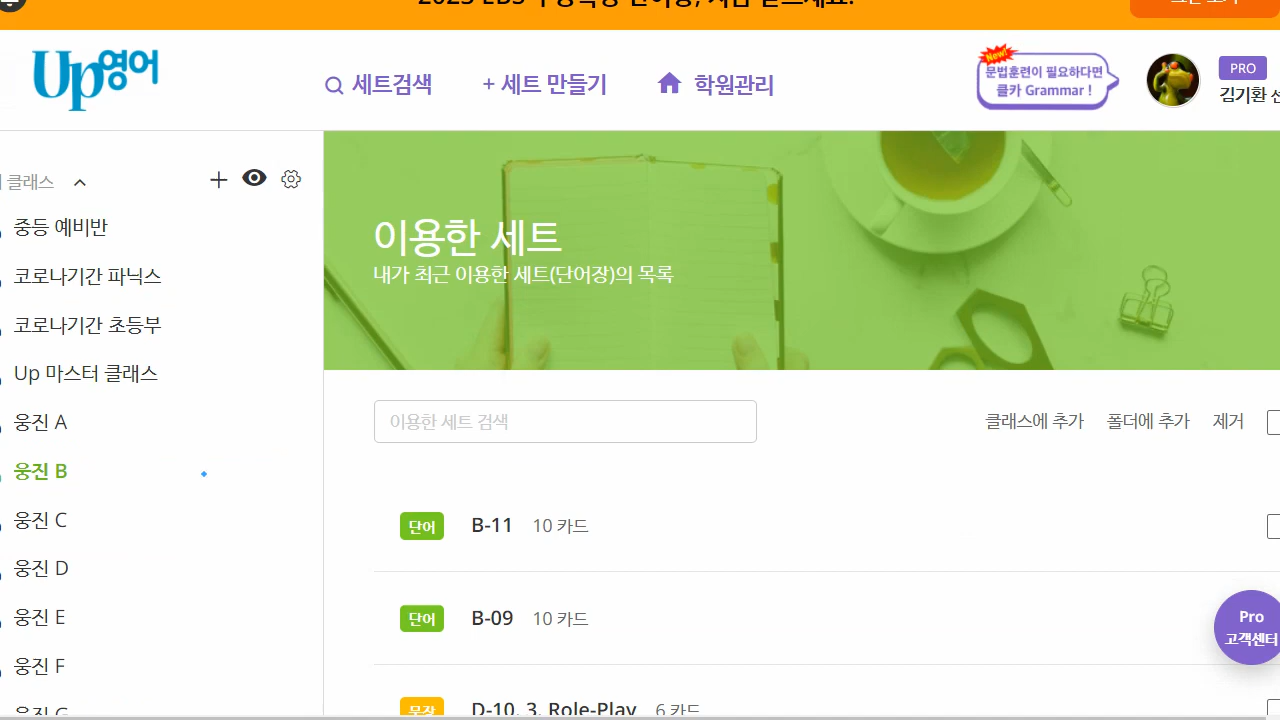 Up영어
세트검색
+ 세트 만들기
학원관리
New!
문법훈련이 필요하다면
클카 Grammar !
PRO
김기환
클래스
중등 예비반
코로나기간 파닉스
코로나기간 초등부
Up 마스터 클래스
웅진 A
웅진 B
웅진 C
웅진 D
웅진 E
웅진 F
이용한 세트
내가 최근 이용한 세트(단어장)의 목록
이용한 세트 검색
클래스에 추가 폴더에 추가 제거
단어 B-11 10 카드
단어 B-09 10 카드
Pro
고객센터
문장 D-10. 3. Role-Play 6 카드